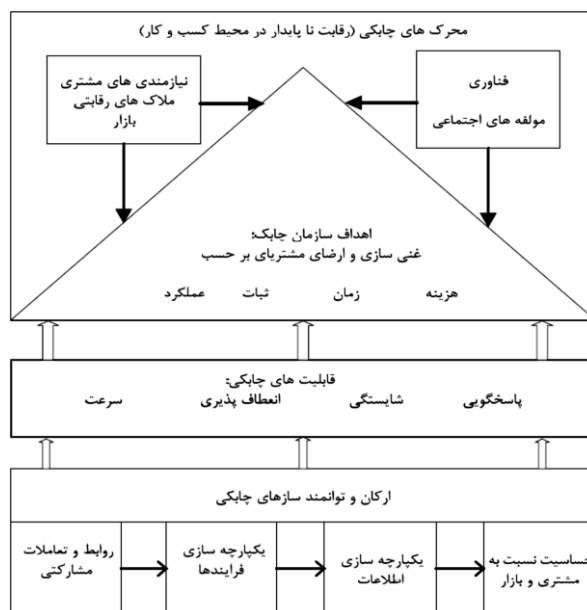 محرک های چابکی (رقابت نا پایدار در محیط کسب و کار)
فناوری
مولفه های اجتماعی
نیازمندی های مشتری
ملاک های رقابتی
بازار
اهداف سازمان چابک:
غنی سازی و ارضای مشتریای بر حسب
هزینه زمان ثبات عملکرد
قابلیت های چابکی:
پاسخگویی شایستگی انعطاف پذیری سرعت
ارکان و توانمند سازهای چابکی
حساسیت نسبت به
مشتری و بازار
یکپارچه سازی
اطلاعات
یکپارچه سازی
فرایندها
روابط و تعاملات
مشارکتی